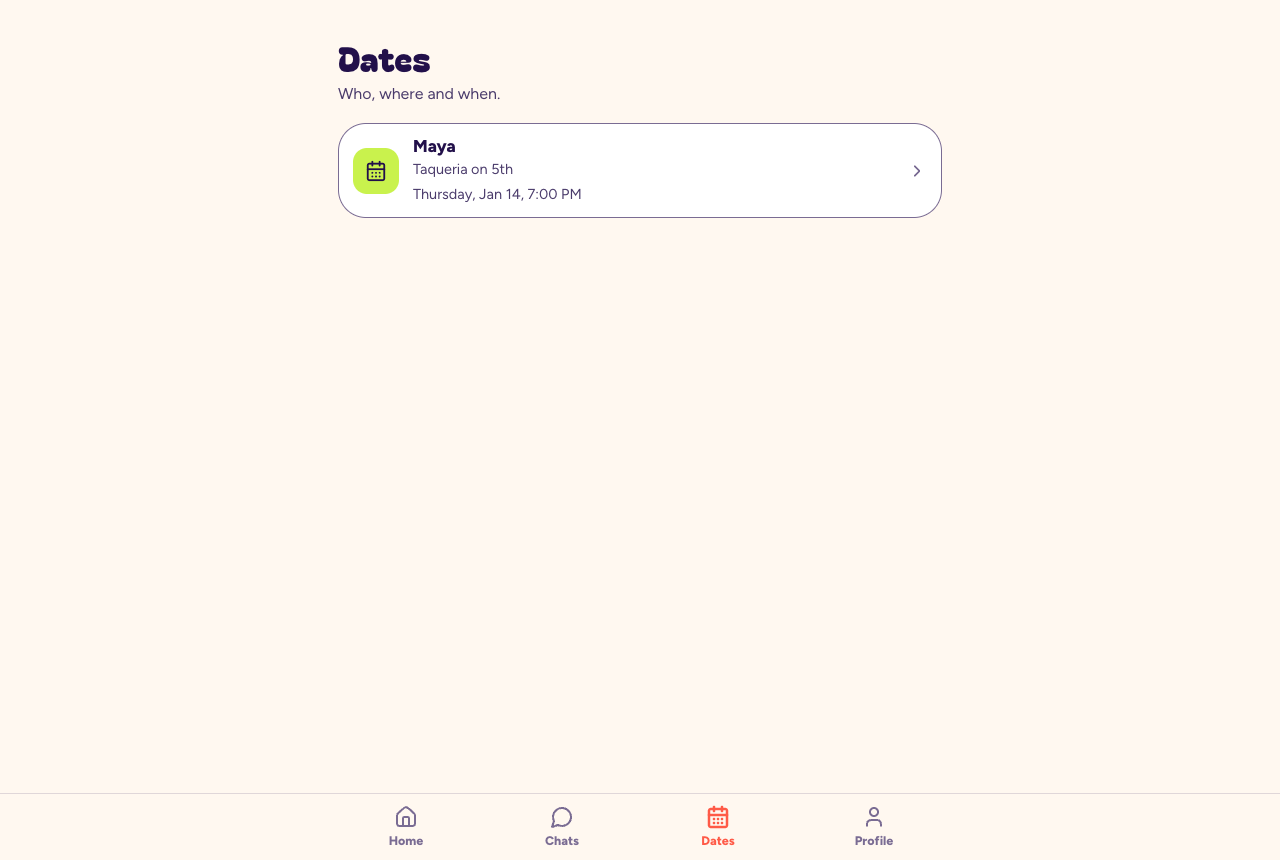 Dates
Who, where and when.
Maya
Taqueria on 5th
Thursday, Jan 14, 7:00 PM
Home
Chats
Dates
Profile